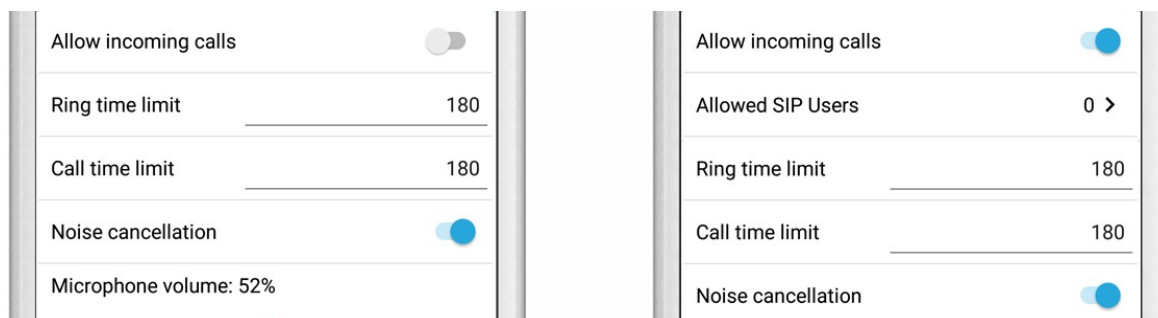 Allow incoming calls
Ring time limit 180
Call time limit 180
Noise cancellation
Microphone volume: 52%
Allow incoming calls
Allowed SIP Users 0 >
Ring time limit 180
Call time limit 180
Noise cancellation